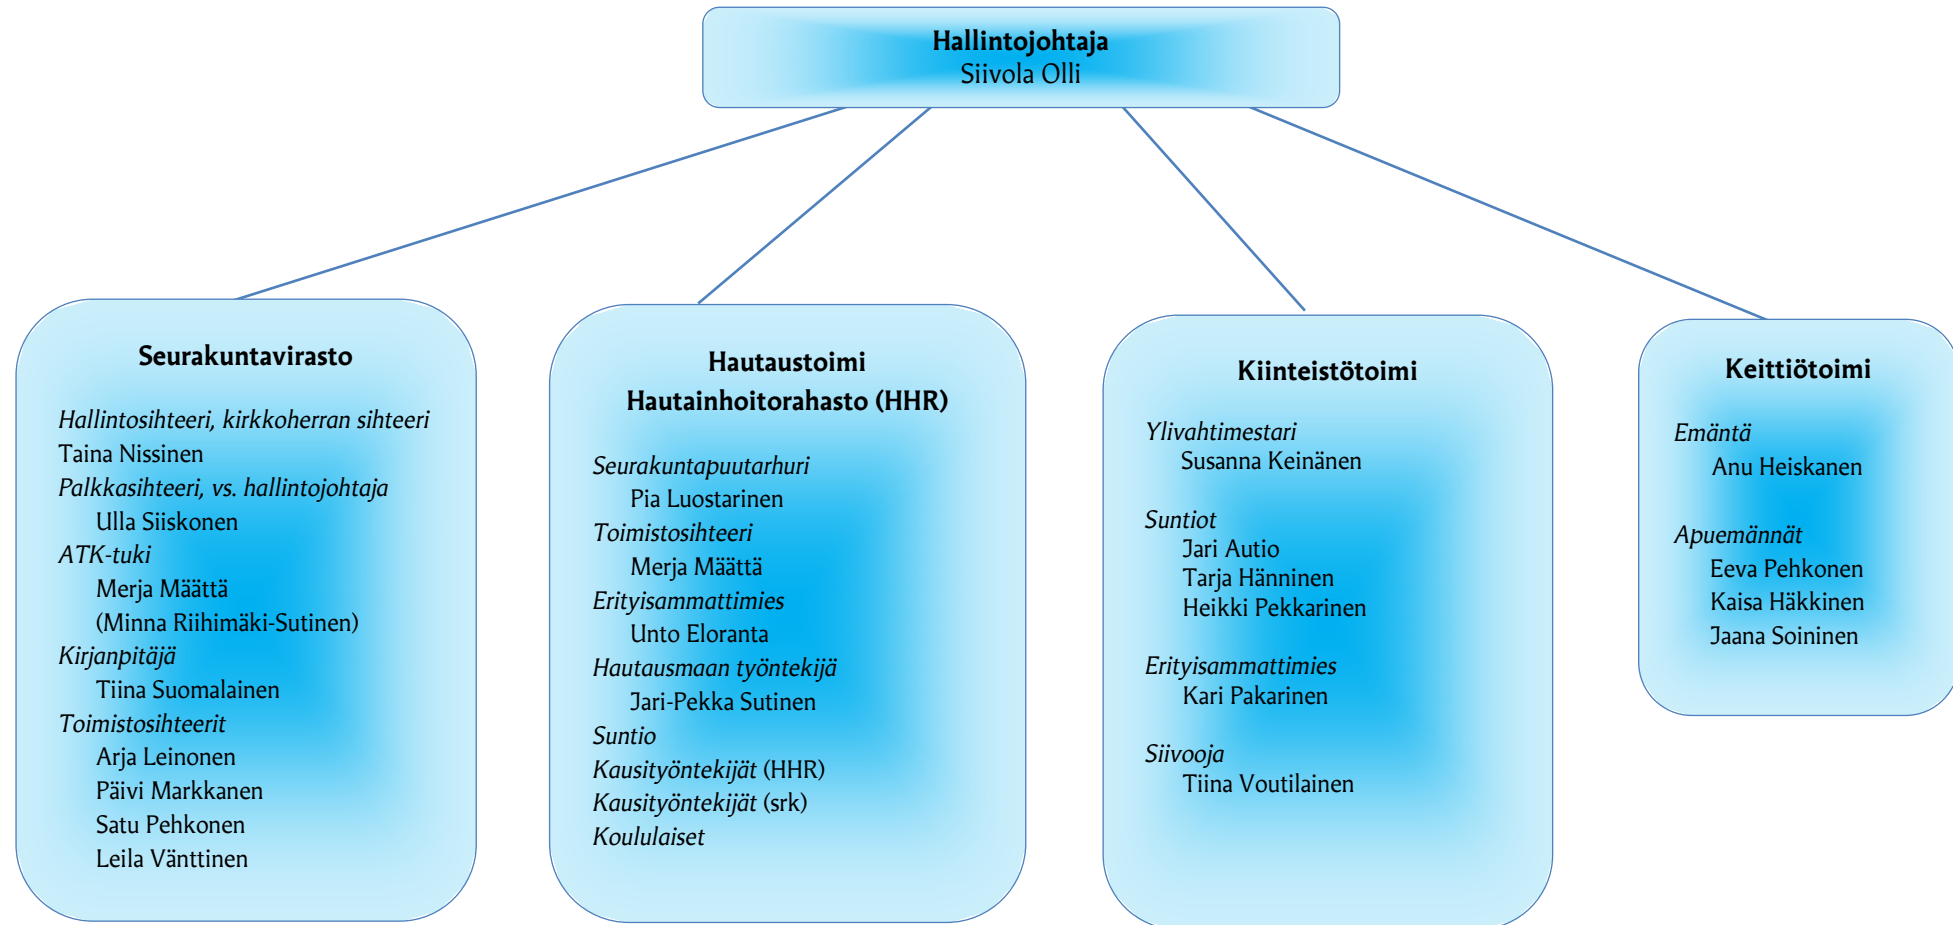 Hallintojohtaja
Siivola Olli
Seurakuntavirasto
Hallintosihteeri, kirkkoherran sihteeri
Taina Nissinen
Palkkasihteeri, vs. hallintojohtaja
Ulla Siiskonen
ATK-tuki
Merja Määttä
(Minna Riihimäki-Sutinen)
Kirjanpitäjä
Tiina Suomalainen
Toimistosihteerit
Arja Leinonen
Päivi Markkanen
Satu Pehkonen
Leila Vänttinen
Hautaustoimi
Hautainhoitorahasto (HHR)
Seurakuntapuutarhuri
Pia Luostarinen
Toimistosihteeri
Merja Määttä
Erityisammattimies
Unto Eloranta
Hautausmaan työntekijä
Jari-Pekka Sutinen
Suntio
Kausityöntekijät (HHR)
Kausityöntekijät (srk)
Koululaiset
Kiinteistötoimi
Ylivahtimestari
Susanna Keinänen
Suntiot
Jari Autio
Tarja Hänninen
Heikki Pekkarinen
Erityisammattimies
Kari Pakarinen
Siivooja
Tiina Voutilainen
Keittiötoimi
Emäntä
Anu Heiskanen
Apuemännät
Eeva Pehkonen
Kaisa Häkkinen
Jaana Soininen